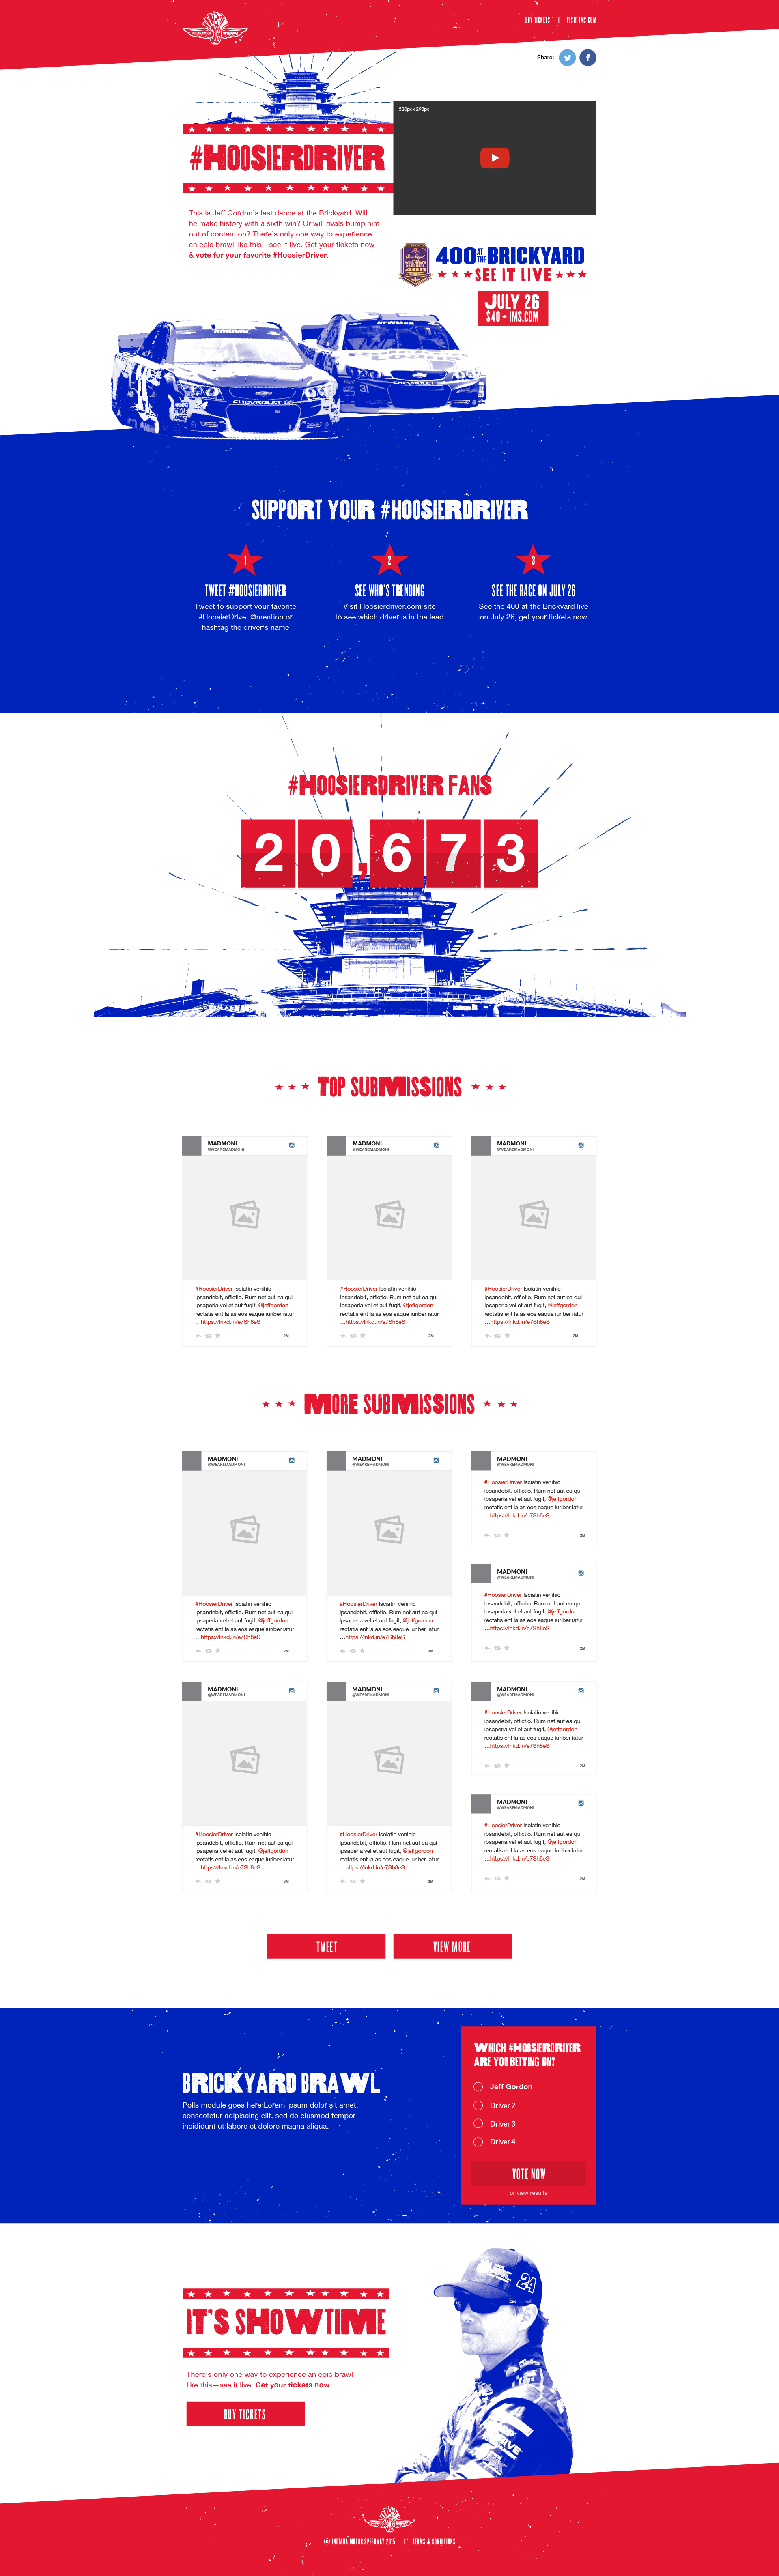 INDIANAPOLIS SPEEDWAY
BUY TICKETS | VISIT IMS.COM
Share:
#HOOSIERDRIVER
This is Jeff Gordon's last dance at the Brickyard. Will
he make history with a sixth win? Or will rivals bump him
out of contention? There's only one way to experience
an epic brawl like this—see it live. Get your tickets now
& vote for your favorite #HoosierDriver.
520px x 293px
400 AT THE BRICKYARD
SEE IT LIVE
JULY 26
$40 + IMS.COM
GORDON
NEWMAN
31
CHEVROLET SS
CHEVROLET SS
SUPPORT YOUR #HOOSIERDRIVER
1
TWEET #HOOSIERDRIVER
Tweet to support your favorite
#HoosierDrive, @mention or
hashtag the driver's name
2
SEE WHO'S TRENDING
Visit Hoosierdriver.com site
to see which driver is in the lead
3
SEE THE RACE ON JULY 26
See the 400 at the Brickyard live
on July 26, get your tickets now
#HOOSIERDRIVER FANS
20,673
TOP SUBMISSIONS
MADMONI
@WEAREMADMONI
#HoosierDriver Isciatin venihic
ipsandebit, offictio. Rum net aut ea qui
ipsaperia vel et aut fugit, @jeffgordon
rectatis ent la as eos eaque iuriber iatur
...https://lnkd.in/e7Sh8eS
2M
MADMONI
@WEAREMADMONI
#HoosierDriver Isciatin venihic
ipsandebit, offictio. Rum net aut ea qui
ipsaperia vel et aut fugit, @jeffgordon
rectatis ent la as eos eaque iuriber iatur
...https://lnkd.in/e7Sh8eS
2M
MADMONI
@WEAREMADMONI
#HoosierDriver Isciatin venihic
ipsandebit, offictio. Rum net aut ea qui
ipsaperia vel et aut fugit, @jeffgordon
rectatis ent la as eos eaque iuriber iatur
...https://lnkd.in/e7Sh8eS
2M
MORE SUBMISSIONS
MADMONI
@WEAREMADMONI
#HoosierDriver Isciatin venihic
ipsandebit, offictio. Rum net aut ea qui
ipsaperia vel et aut fugit, @jeffgordon
rectatis ent la as eos eaque iuriber iatur
...https://lnkd.in/e7Sh8eS
2M
MADMONI
@WEAREMADMONI
#HoosierDriver Isciatin venihic
ipsandebit, offictio. Rum net aut ea qui
ipsaperia vel et aut fugit, @jeffgordon
rectatis ent la as eos eaque iuriber iatur
...https://lnkd.in/e7Sh8eS
2M
MADMONI
@WEAREMADMONI
#HoosierDriver Isciatin venihic
ipsandebit, offictio. Rum net aut ea qui
ipsaperia vel et aut fugit, @jeffgordon
rectatis ent la as eos eaque iuriber iatur
...https://lnkd.in/e7Sh8eS
2M
MADMONI
@WEAREMADMONI
#HoosierDriver Isciatin venihic
ipsandebit, offictio. Rum net aut ea qui
ipsaperia vel et aut fugit, @jeffgordon
rectatis ent la as eos eaque iuriber iatur
...https://lnkd.in/e7Sh8eS
2M
MADMONI
@WEAREMADMONI
#HoosierDriver Isciatin venihic
ipsandebit, offictio. Rum net aut ea qui
ipsaperia vel et aut fugit, @jeffgordon
rectatis ent la as eos eaque iuriber iatur
...https://lnkd.in/e7Sh8eS
2M
MADMONI
@WEAREMADMONI
#HoosierDriver Isciatin venihic
ipsandebit, offictio. Rum net aut ea qui
ipsaperia vel et aut fugit, @jeffgordon
rectatis ent la as eos eaque iuriber iatur
...https://lnkd.in/e7Sh8eS
2M
MADMONI
@WEAREMADMONI
#HoosierDriver Isciatin venihic
ipsandebit, offictio. Rum net aut ea qui
ipsaperia vel et aut fugit, @jeffgordon
rectatis ent la as eos eaque iuriber iatur
...https://lnkd.in/e7Sh8eS
2M
MADMONI
@WEAREMADMONI
#HoosierDriver Isciatin venihic
ipsandebit, offictio. Rum net aut ea qui
ipsaperia vel et aut fugit, @jeffgordon
rectatis ent la as eos eaque iuriber iatur
...https://lnkd.in/e7Sh8eS
2M
TWEET
VIEW MORE
BRICKYARD BRAWL
Polls module goes here Lorem ipsum dolor sit amet,
consectetur adipiscing elit, sed do eiusmod tempor
incididunt ut labore et dolore magna aliqua.
WHICH #HOOSIERDRIVER
ARE YOU BETTING ON?
Jeff Gordon
Driver 2
Driver 3
Driver 4
VOTE NOW
or view results
IT'S SHOWTIME
There's only one way to experience an epic brawl
like this—see it live. Get your tickets now.
BUY TICKETS
24
© INDIANA MOTOR SPEEDWAY 2015 | TERMS & CONDITIONS